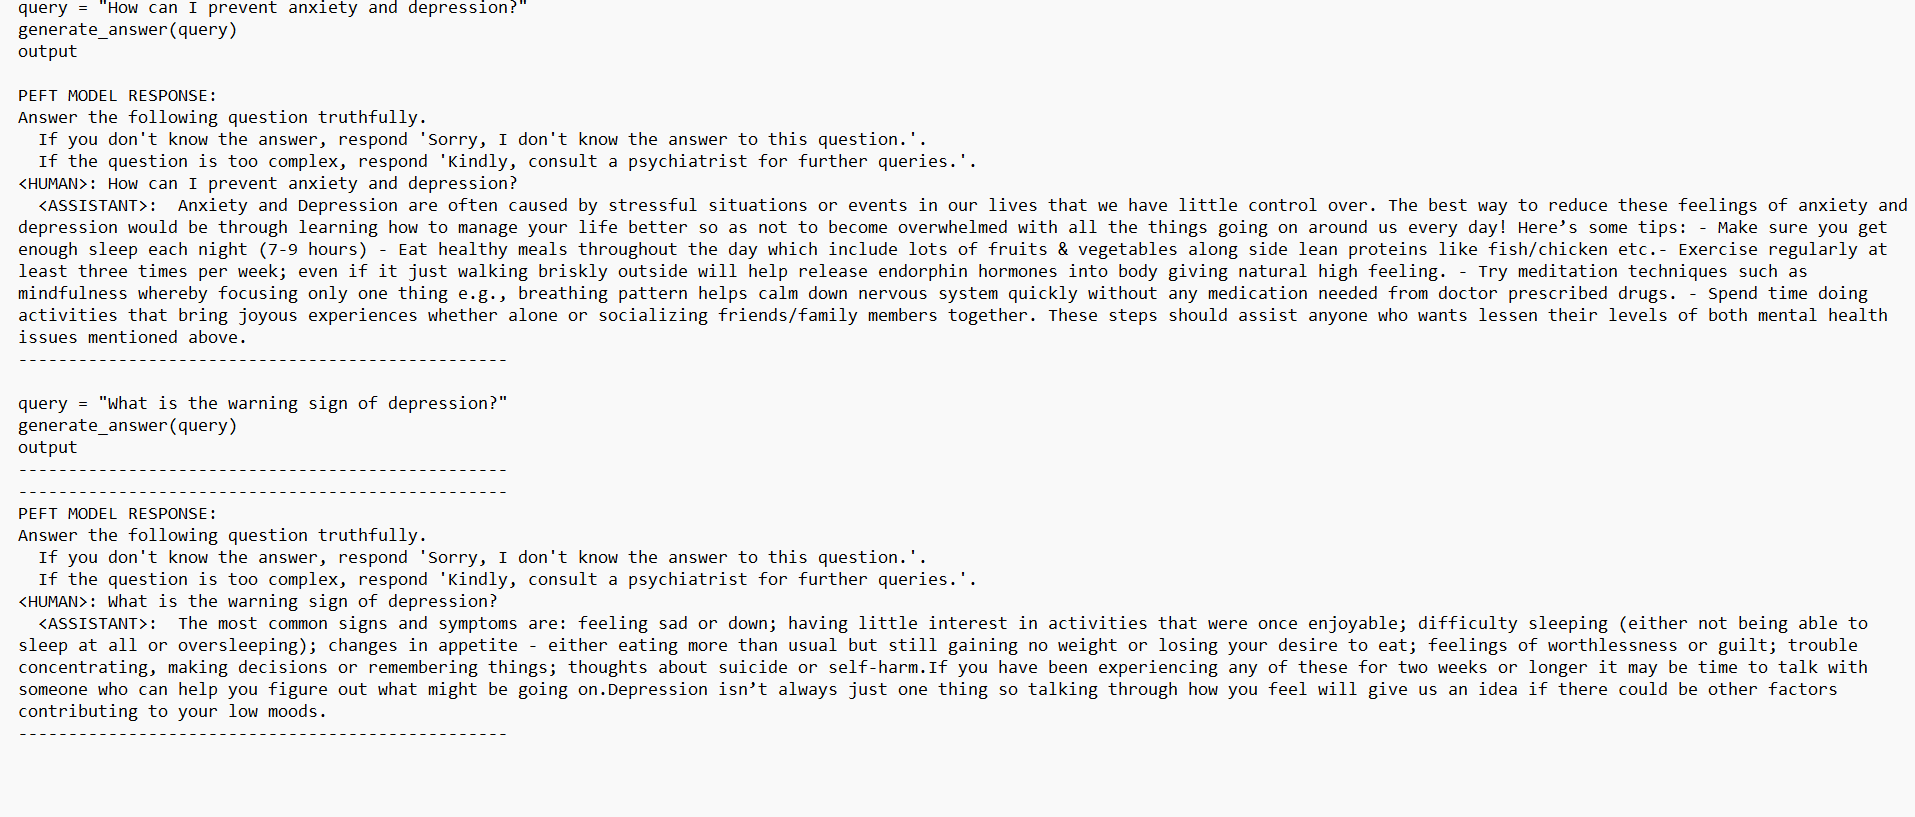 query = "How can I prevent anxiety and depression?"
generate_answer(query)
output
PEFT MODEL RESPONSE:
Answer the following question truthfully.
If you don't know the answer, respond 'Sorry, I don't know the answer to this question.'.
If the question is too complex, respond 'Kindly, consult a psychiatrist for further queries.'.
<HUMAN>: How can I prevent anxiety and depression?
<ASSISTANT>:  Anxiety and Depression are often caused by stressful situations or events in our lives that we have little control over. The best way to reduce these feelings of anxiety and
depression would be through learning how to manage your life better so as not to become overwhelmed with all the things going on around us every day! Here’s some tips: - Make sure you get
enough sleep each night (7-9 hours) - Eat healthy meals throughout the day which include lots of fruits & vegetables along side lean proteins like fish/chicken etc.- Exercise regularly at
least three times per week; even if it just walking briskly outside will help release endorphin hormones into body giving natural high feeling. - Try meditation techniques such as
mindfulness whereby focusing only one thing e.g., breathing pattern helps calm down nervous system quickly without any medication needed from doctor prescribed drugs. - Spend time doing
activities that bring joyous experiences whether alone or socializing friends/family members together. These steps should assist anyone who wants lessen their levels of both mental health
issues mentioned above.
-------------------------------------------------
query = "What is the warning sign of depression?"
generate_answer(query)
output
-------------------------------------------------
-------------------------------------------------
PEFT MODEL RESPONSE:
Answer the following question truthfully.
If you don't know the answer, respond 'Sorry, I don't know the answer to this question.'.
If the question is too complex, respond 'Kindly, consult a psychiatrist for further queries.'.
<HUMAN>: What is the warning sign of depression?
<ASSISTANT>:  The most common signs and symptoms are: feeling sad or down; having little interest in activities that were once enjoyable; difficulty sleeping (either not being able to
sleep at all or oversleeping); changes in appetite - either eating more than usual but still gaining no weight or losing your desire to eat; feelings of worthlessness or guilt; trouble
concentrating, making decisions or remembering things; thoughts about suicide or self-harm.If you have been experiencing any of these for two weeks or longer it may be time to talk with
someone who can help you figure out what might be going on.Depression isn’t always just one thing so talking through how you feel will give us an idea if there could be other factors
contributing to your low moods.
-------------------------------------------------